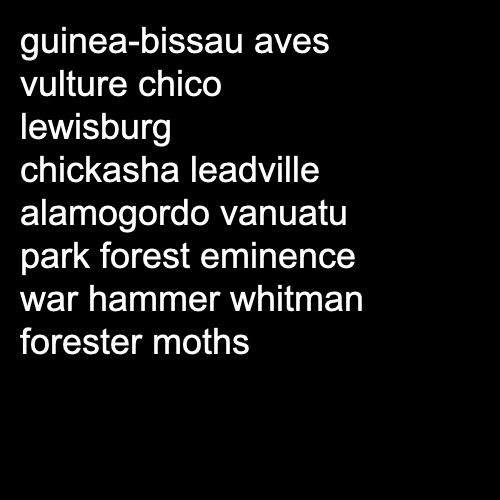 guinea-bissau aves
vulture chico
lewisburg
chickasha leadville
alamogordo vanuatu
park forest eminence
war hammer whitman
forester moths